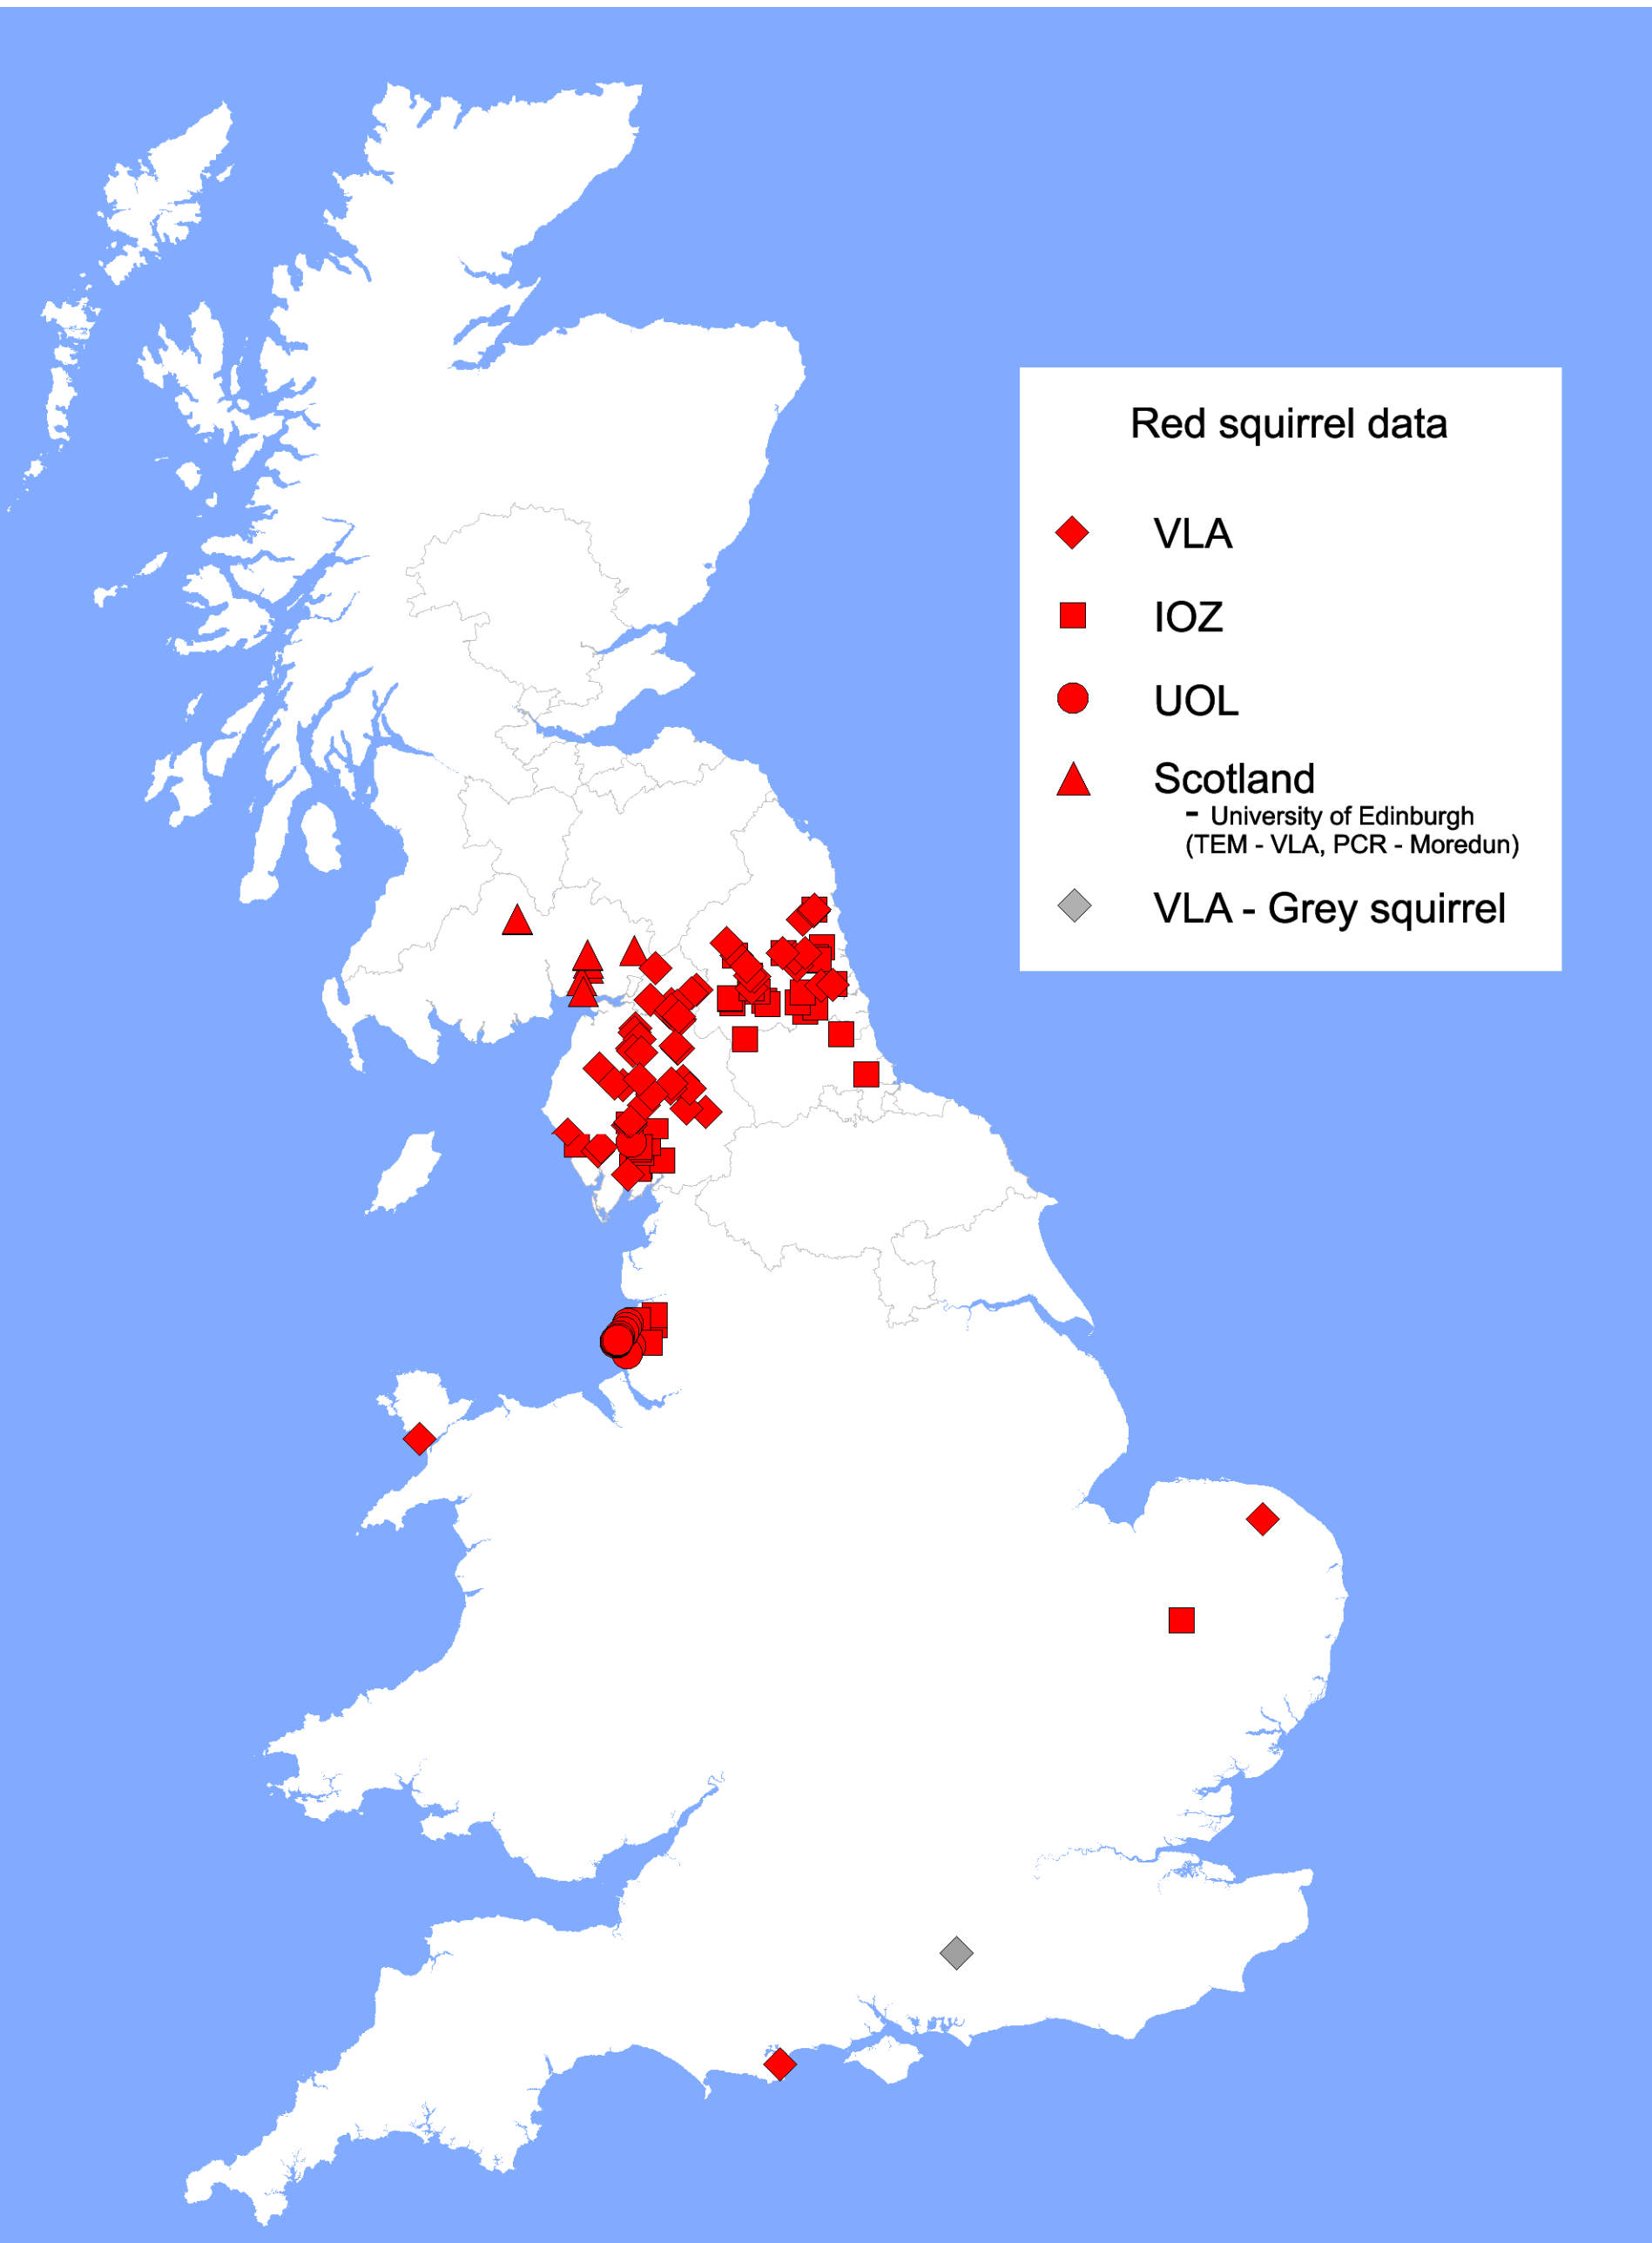 Red squirrel data
VLA
IOZ
UOL
Scotland
- University of Edinburgh
(TEM - VLA, PCR - Moredun)
VLA - Grey squirrel